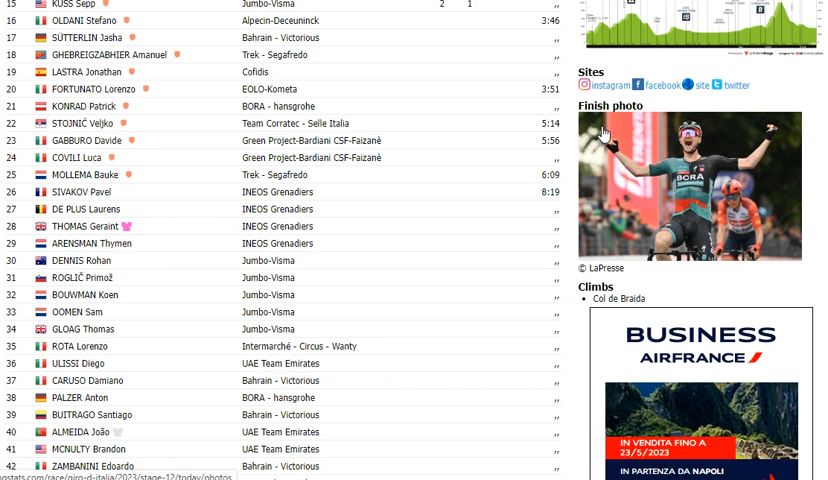 15 KUSS Sepp Jumbo-Visma 2 1 ,,
16 OLDANI Stefano Alpecin-Deceuninck 3:46
17 SÜTTERLIN Jasha Bahrain - Victorious ,,
18 GHEBREIGZABHIER Amanuel Trek - Segafredo ,,
19 LASTRA Jonathan Cofidis ,,
20 FORTUNATO Lorenzo EOLO-Kometa 3:51
21 KONRAD Patrick BORA - hansgrohe ,,
22 STOJNIĆ Veljko Team Corratec - Selle Italia 5:14
23 GABBURO Davide Green Project-Bardiani CSF-Faizanè 5:56
24 COVILI Luca Green Project-Bardiani CSF-Faizanè ,,
25 MOLLEMA Bauke Trek - Segafredo 6:09
26 SIVAKOV Pavel INEOS Grenadiers 8:19
27 DE PLUS Laurens INEOS Grenadiers ,,
28 THOMAS Geraint INEOS Grenadiers ,,
29 ARENSMAN Thymen INEOS Grenadiers ,,
30 DENNIS Rohan Jumbo-Visma ,,
31 ROGLIČ Primož Jumbo-Visma ,,
32 BOUWMAN Koen Jumbo-Visma ,,
33 OOMEN Sam Jumbo-Visma ,,
34 GLOAG Thomas Jumbo-Visma ,,
35 ROTA Lorenzo Intermarché - Circus - Wanty ,,
36 ULISSI Diego UAE Team Emirates ,,
37 CARUSO Damiano Bahrain - Victorious ,,
38 PALZER Anton BORA - hansgrohe ,,
39 BUITRAGO Santiago Bahrain - Victorious ,,
40 ALMEIDA João UAE Team Emirates ,,
41 MCNULTY Brandon UAE Team Emirates ,,
42 ZAMBANINI Edoardo Bahrain - Victorious ,,
ngstats.com/race/giro-d-italia/2023/stage-12/today/photos
Sites
instagram facebook site twitter
Finish photo
BORA
© LaPresse
Climbs
• Col de Braida
BUSINESS
AIRFRANCE
IN VENDITA FINO A
23/5/2023
IN PARTENZA DA NAPOLI